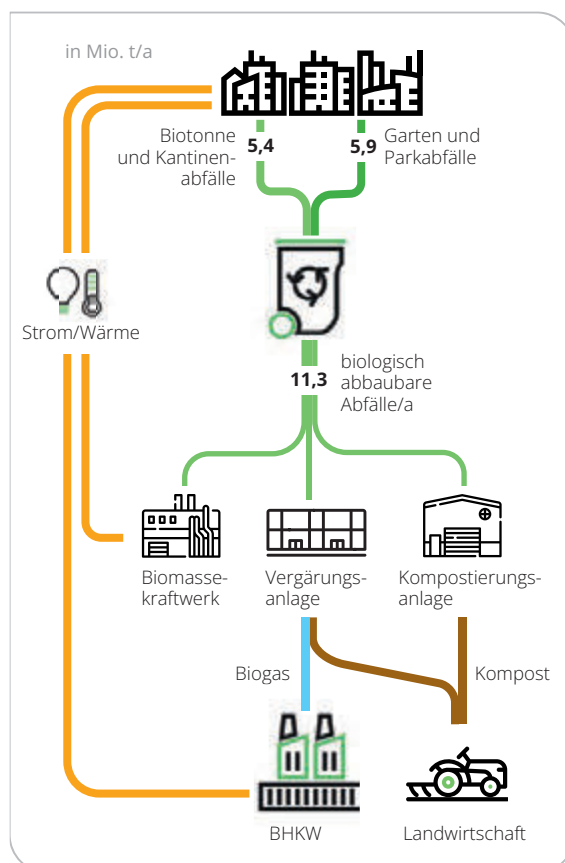 in Mio. t/a
Biotonne
und Kantinen-
abfälle
5,4
5,9
Garten und
Parkabfälle
Strom/Wärme
11,3
biologisch
abbaubare
Abfälle/a
Biomasse-
kraftwerk
Vergärungs-
anlage
Kompostierungs-
anlage
Biogas
Kompost
BHKW
Landwirtschaft